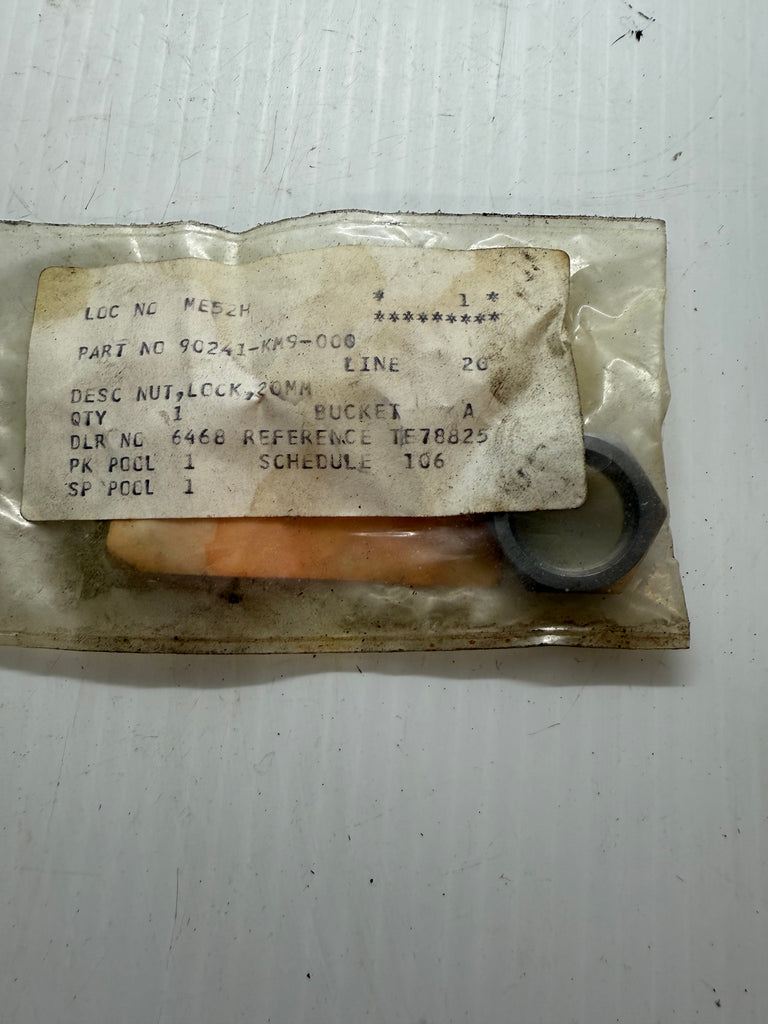 LOC NO ME52H * 1 *
*********
PART NO 90241-KM9-000
LINE 20
DESC NUT,LOCK,20MM
QTY 1 BUCKET A
DLR NO 6468 REFERENCE TE78825
PK POOL 1 SCHEDULE 106
SP POOL 1